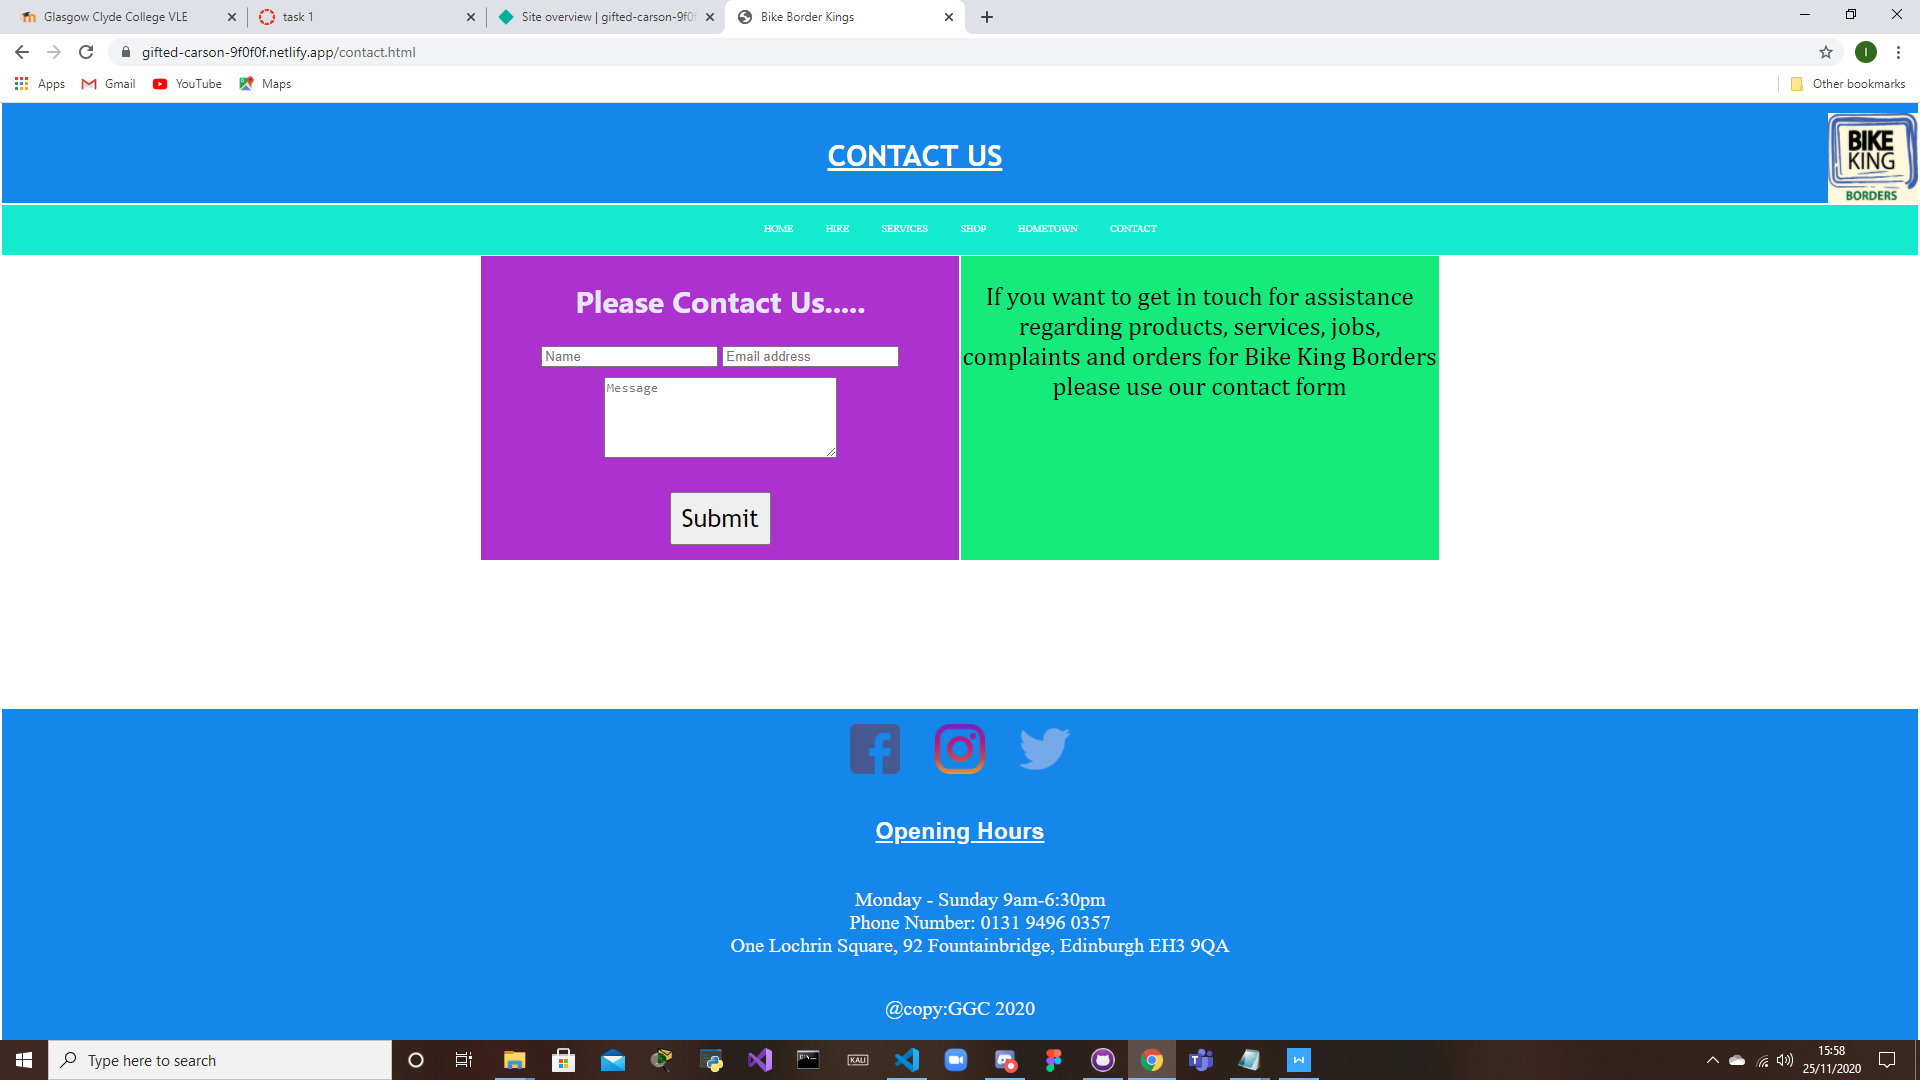 Glasgow Clyde College VLE
task 1
Site overview | gifted-carson-9f0f
Bike Border Kings
gifted-carson-9f0f0f.netlify.app/contact.html
I
Apps Gmail YouTube Maps Other bookmarks
CONTACT US
BIKE
KING
BORDERS
HOME HIRE SERVICES SHOP HOMETOWN CONTACT
Please Contact Us.....
Name Email address
Message
Submit
If you want to get in touch for assistance
regarding products, services, jobs,
complaints and orders for Bike King Borders
please use our contact form
Opening Hours
Monday - Sunday 9am-6:30pm
Phone Number: 0131 9496 0357
One Lochrin Square, 92 Fountainbridge, Edinburgh EH3 9QA
@copy:GGC 2020
Type here to search
KALI
15:58
25/11/2020